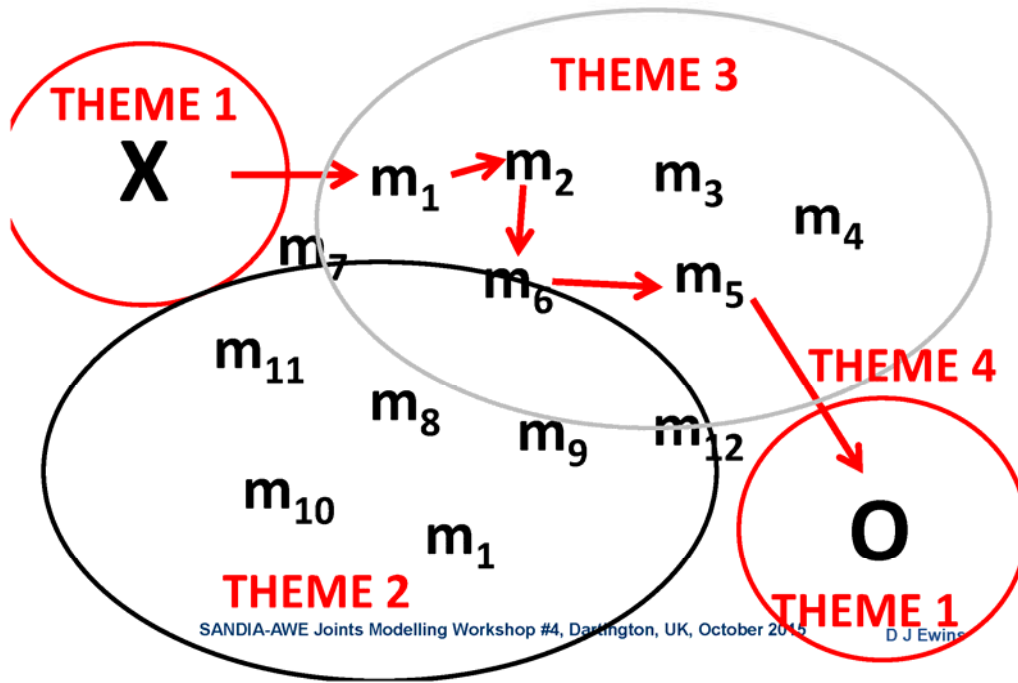 THEME 1
X
THEME 3
m₁
m₂
m₃
m₄
m₇
m₆
m₅
m₁₁
m₈
m₉
m₁₂
THEME 4
m₁₀
m₁
O
THEME 2
THEME 1
SANDIA-AWE Joints Modelling Workshop #4, Dartington, UK, October 2015
D J Ewins